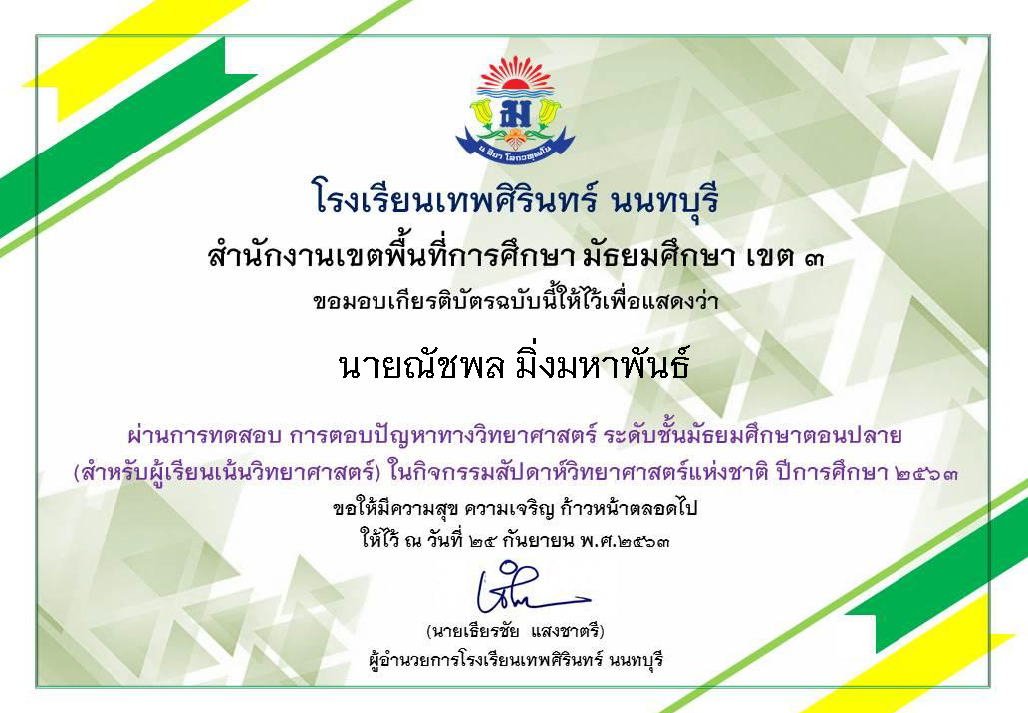 ม
น สิยา โลกวฑฺฒโน
โรงเรียนเทพศิรินทร์ นนทบุรี
สำนักงานเขตพื้นที่การศึกษา มัธยมศึกษา เขต ๓
ขอมอบเกียรติบัตรฉบับนี้ให้ไว้เพื่อแสดงว่า
นายณัชพล มิ่งมหาพันธ์
ผ่านการทดสอบ การตอบปัญหาทางวิทยาศาสตร์ ระดับชั้นมัธยมศึกษาตอนปลาย
(สำหรับผู้เรียนเน้นวิทยาศาสตร์) ในกิจกรรมสัปดาห์วิทยาศาสตร์แห่งชาติ ปีการศึกษา ๒๕๖๓
ขอให้มีความสุข ความเจริญ ก้าวหน้าตลอดไป
ให้ไว้ ณ วันที่ ๒๕ กันยายน พ.ศ.๒๕๖๓
(นายเธียรชัย แสงชาตรี)
ผู้อำนวยการโรงเรียนเทพศิรินทร์ นนทบุรี